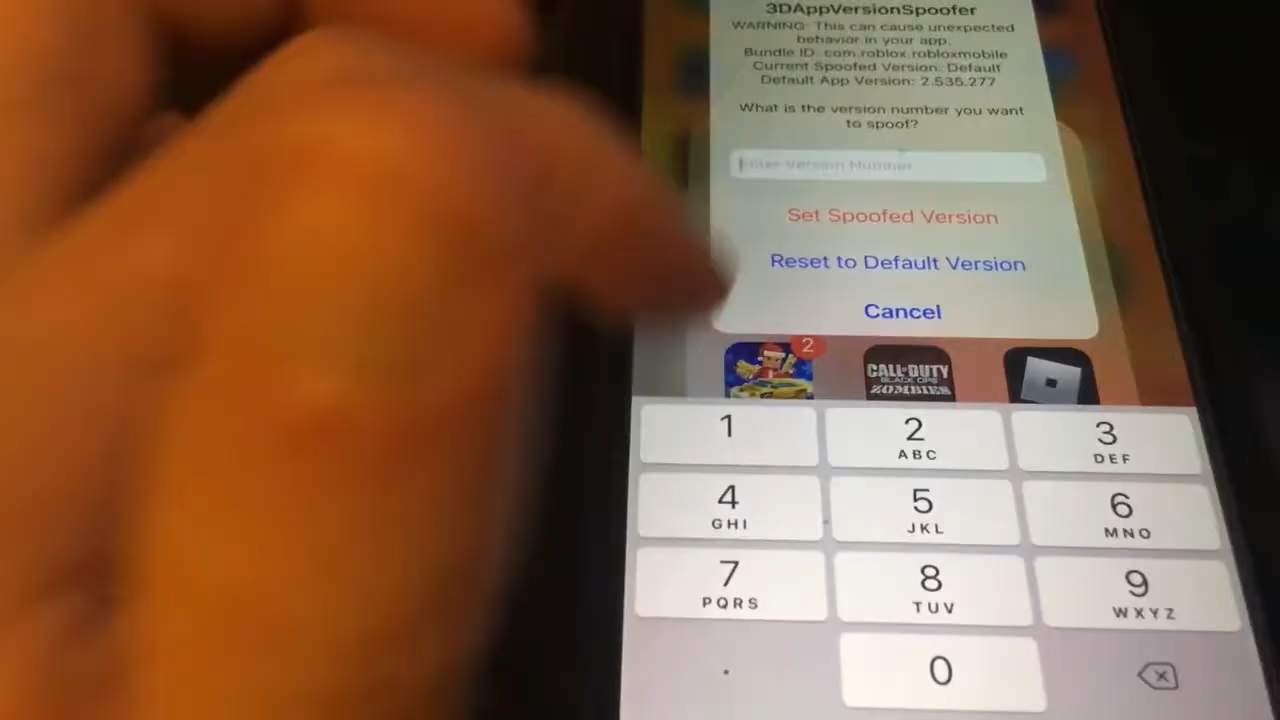 3DAppVersionSpoofer
WARNING: This can cause unexpected
behavior in your app.
Bundle ID: com.roblox.robloxmobile
Current Spoofed Version: Default
Default App Version: 2.535.277
What is the version number you want
to spoof?
Enter Version Number
Set Spoofed Version
Reset to Default Version
Cancel
2
CALL OF DUTY
BLACK OPS
ZOMBIES
1
2
ABC
3
DEF
4
GHI
5
JKL
6
MNO
7
PQRS
8
TUV
9
WXYZ
.
0